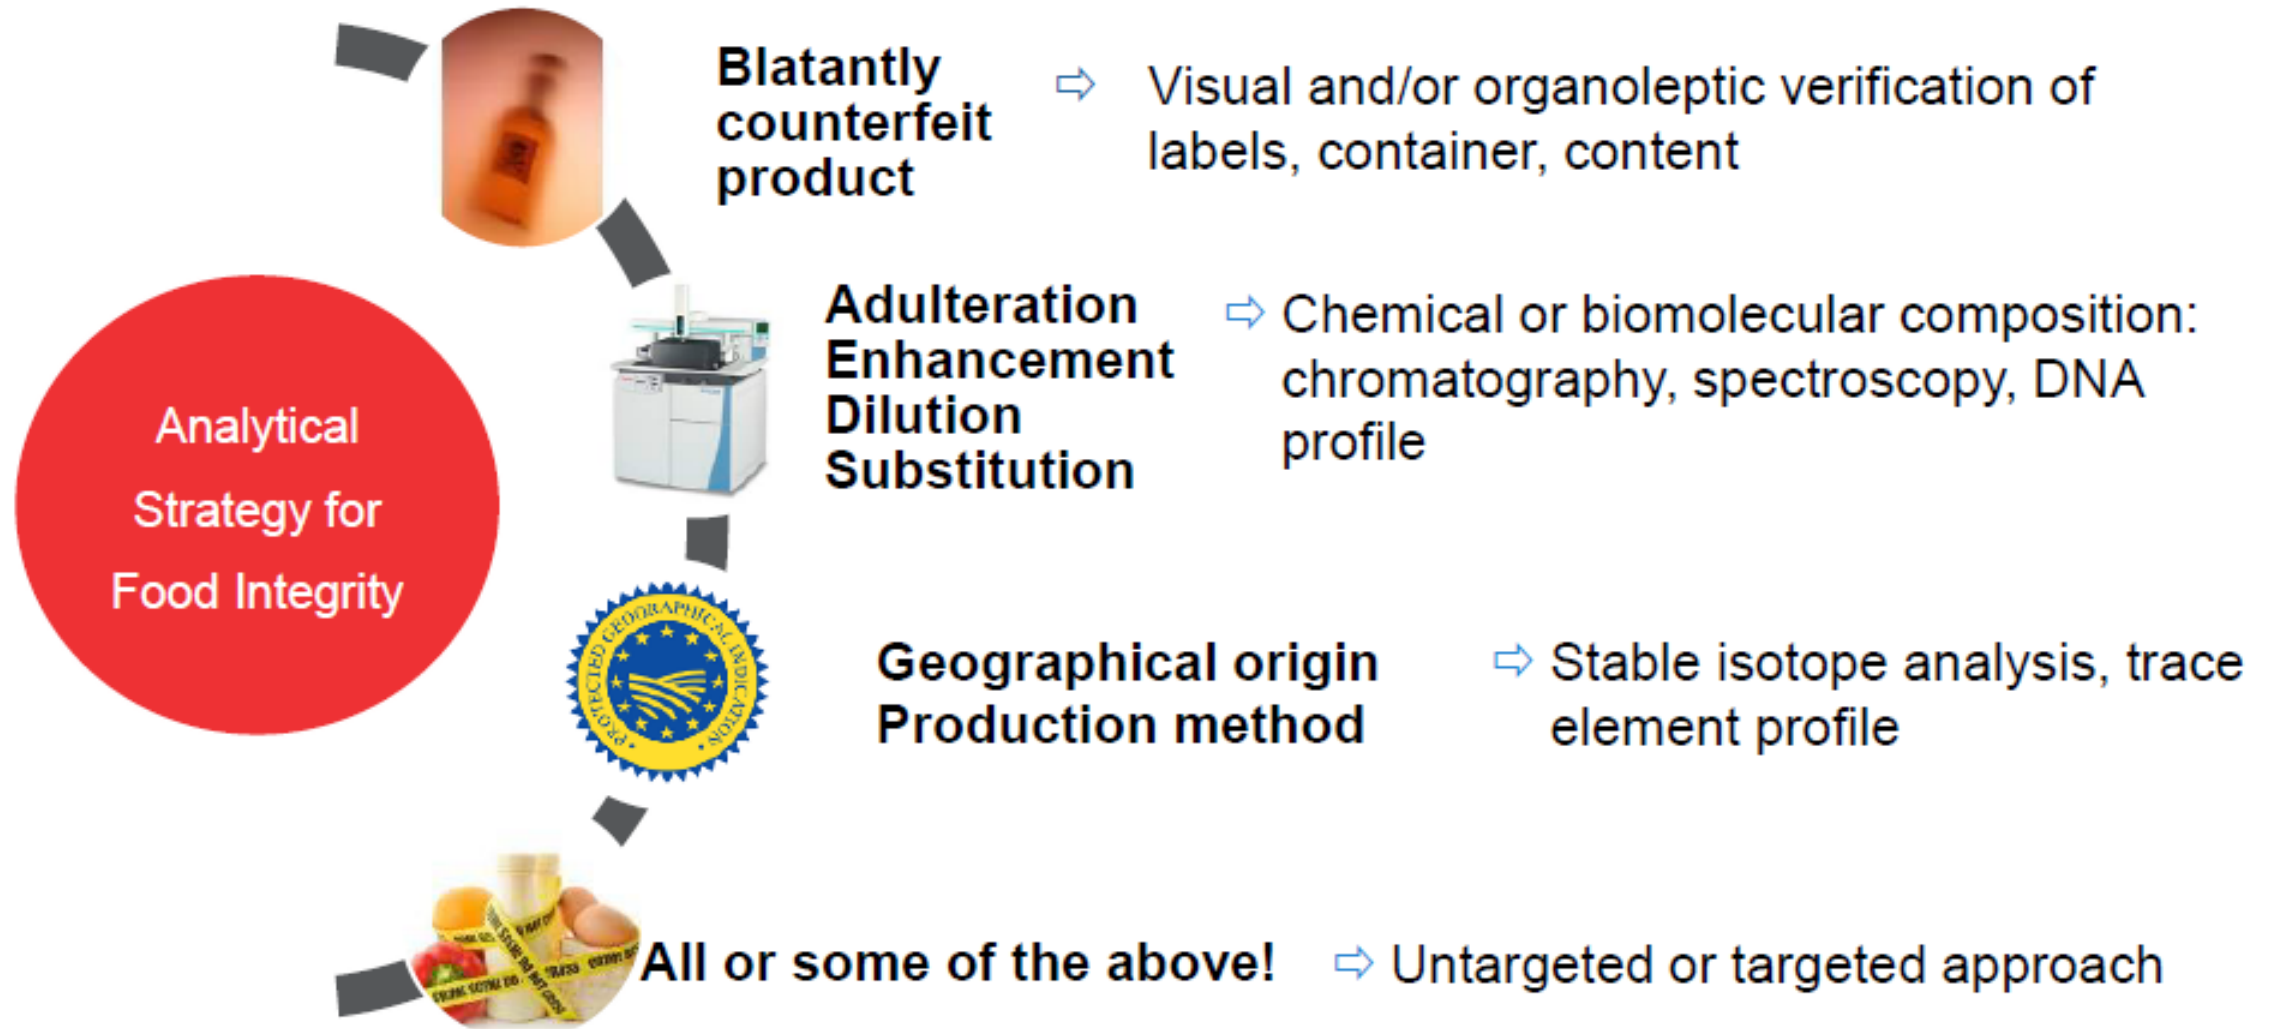 Analytical
Strategy for
Food Integrity
Blatantly
counterfeit
product
⇨ Visual and/or organoleptic verification of
labels, container, content
Adulteration
Enhancement
Dilution
Substitution
⇨ Chemical or biomolecular composition:
chromatography, spectroscopy, DNA
profile
PROTECTED GEOGRAPHICAL INDICATION
Geographical origin
Production method
⇨ Stable isotope analysis, trace
element profile
All or some of the above!
⇨ Untargeted or targeted approach